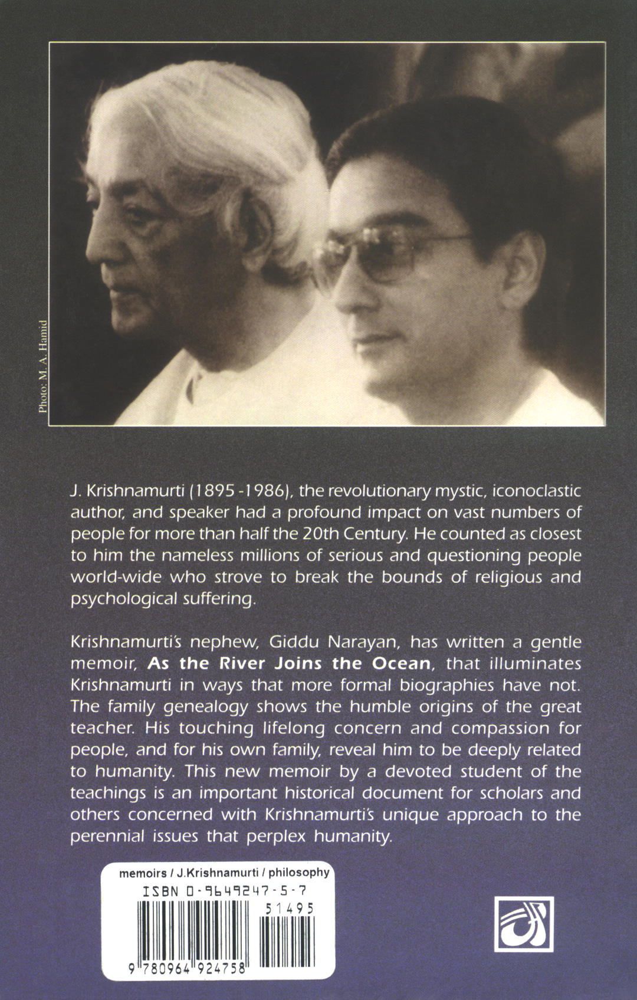 Photo: M. A. Hamid
J. Krishnamurti (1895 -1986), the revolutionary mystic, iconoclastic
author, and speaker had a profound impact on vast numbers of
people for more than half the 20th Century. He counted as closest
to him the nameless millions of serious and questioning people
world-wide who strove to break the bounds of religious and
psychological suffering.
Krishnamurti's nephew, Giddu Narayan, has written a gentle
memoir, As the River Joins the Ocean, that illuminates
Krishnamurti in ways that more formal biographies have not.
The family genealogy shows the humble origins of the great
teacher. His touching lifelong concern and compassion for
people, and for his own family, reveal him to be deeply related
to humanity. This new memoir by a devoted student of the
teachings is an important historical document for scholars and
others concerned with Krishnamurti's unique approach to the
perennial issues that perplex humanity.
memoirs / J.Krishnamurti / philosophy
ISBN 0-9649247-5-7
51495
9 780964 924758